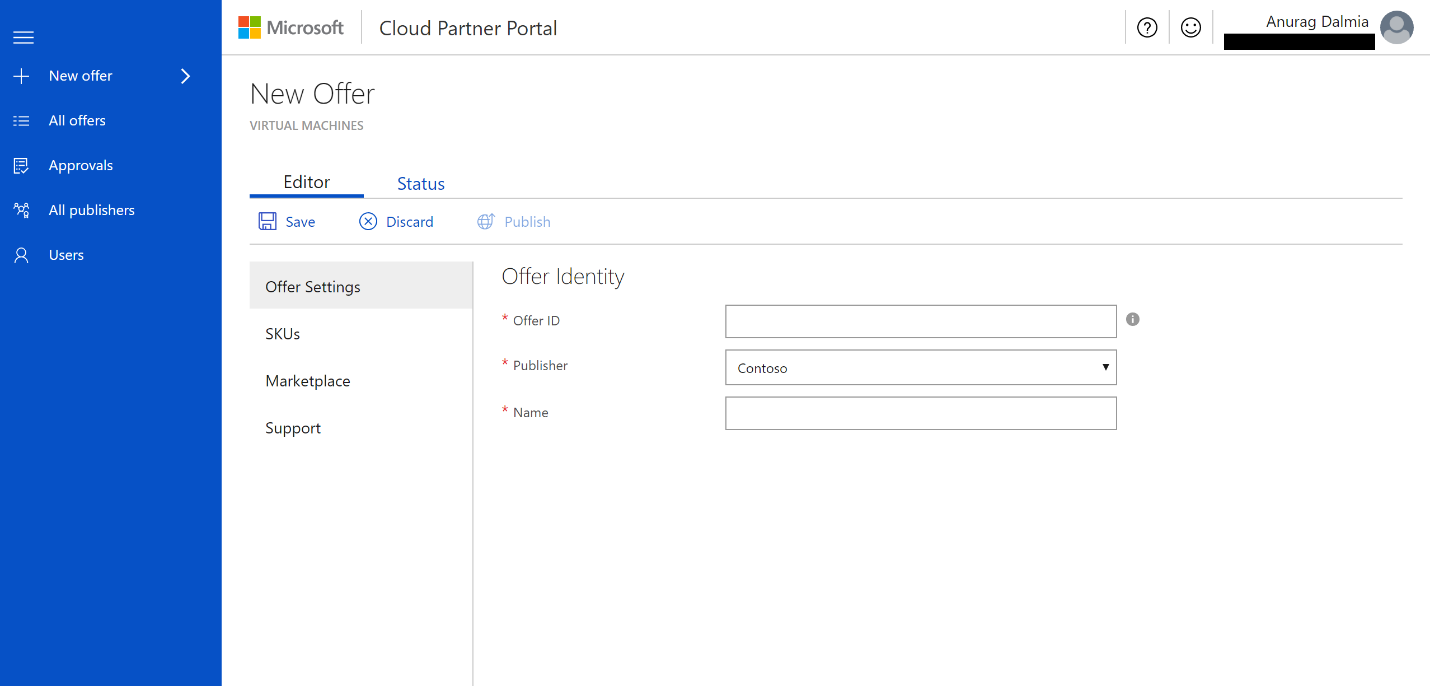 Microsoft
Cloud Partner Portal
Anurag Dalmia
New offer
All offers
Approvals
All publishers
Users
New Offer
VIRTUAL MACHINES
Editor
Status
Save
Discard
Publish
Offer Settings
SKUs
Marketplace
Support
Offer Identity
* Offer ID
* Publisher
Contoso
* Name